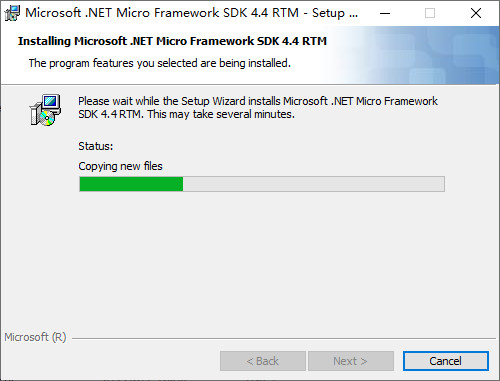 Microsoft .NET Micro Framework SDK 4.4 RTM - Setup ...
Installing Microsoft .NET Micro Framework SDK 4.4 RTM
The program features you selected are being installed.
Please wait while the Setup Wizard installs Microsoft .NET Micro Framework
SDK 4.4 RTM. This may take several minutes.
Status:
Copying new files
Microsoft (R)
< Back
Next >
Cancel